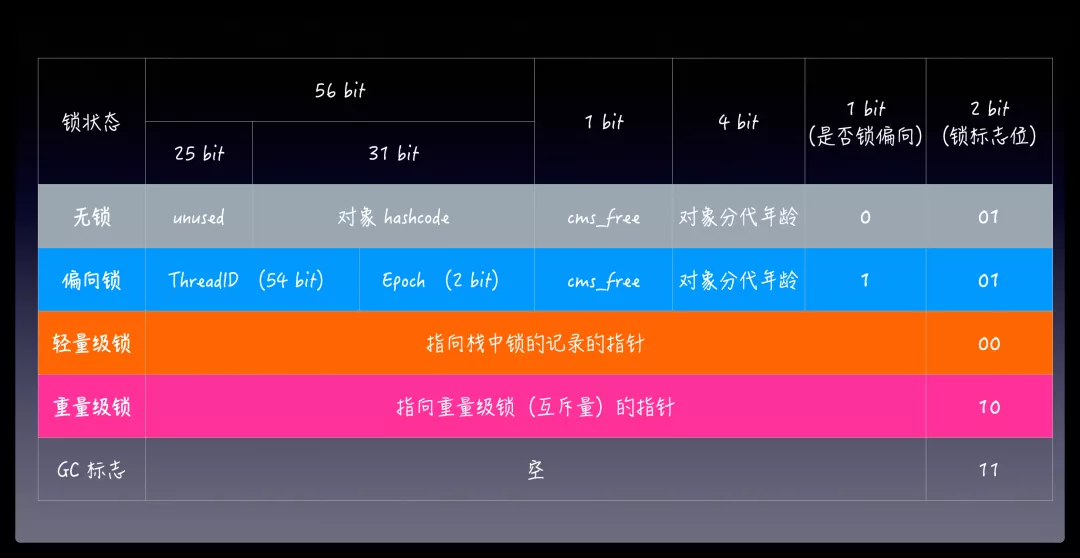 锁状态
56 bit
1 bit
4 bit
1 bit
(是否锁偏向)
2 bit
(锁标志位)
25 bit
31 bit
无锁
unused
对象 hashcode
cms_free
对象分代年龄
0
01
偏向锁
ThreadID (54 bit)
Epoch (2 bit)
cms_free
对象分代年龄
1
01
轻量级锁
指向栈中锁的记录的指针
00
重量级锁
指向重量级锁（互斥量）的指针
10
GC 标志
空
11